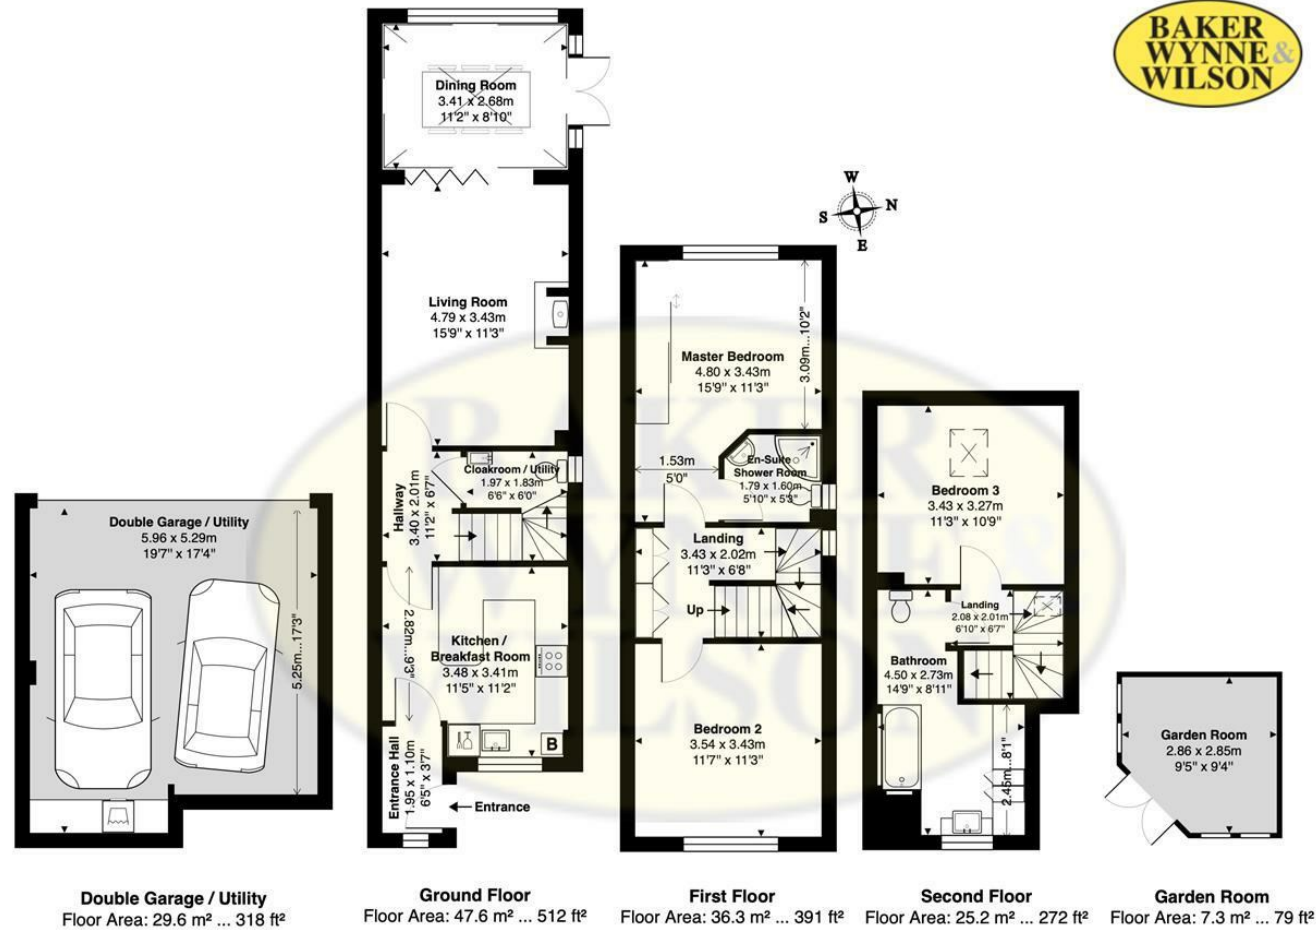 BAKER
WYNNE &
WILSON
Dining Room
3.41 x 2.68m
11'2" x 8'10"
W
S N
E
Living Room
4.79 x 3.43m
15'9" x 11'3"
Master Bedroom
4.80 x 3.43m
15'9" x 11'3"
3.09m...10'2"
1.53m
5'0"
En-Suite
Shower Room
1.79 x 1.60m
5'10" x 5'3"
Cloakroom / Utility
1.97 x 1.83m
6'6" x 6'0"
Hallway
3.40 x 2.01m
11'2" x 6'7"
Landing
3.43 x 2.02m
11'3" x 6'8"
Up
Bedroom 3
3.43 x 3.27m
11'3" x 10'9"
Double Garage / Utility
5.96 x 5.29m
19'7" x 17'4"
5.25m...17'3"
2.82m...9'3"
Kitchen /
Breakfast Room
3.48 x 3.41m
11'5" x 11'2"
B
Landing
2.08 x 2.01m
6'10" x 6'7"
Bathroom
4.50 x 2.73m
14'9" x 8'11"
2.45m...8'1"
Bedroom 2
3.54 x 3.43m
11'7" x 11'3"
Garden Room
2.86 x 2.85m
9'5" x 9'4"
Entrance Hall
1.95 x 1.10m
6'5" x 3'7"
Entrance
BAKER
WYNNE &
WILSON
Double Garage / Utility
Floor Area: 29.6 m² ... 318 ft²
Ground Floor
Floor Area: 47.6 m² ... 512 ft²
First Floor
Floor Area: 36.3 m² ... 391 ft²
Second Floor
Floor Area: 25.2 m² ... 272 ft²
Garden Room
Floor Area: 7.3 m² ... 79 ft²